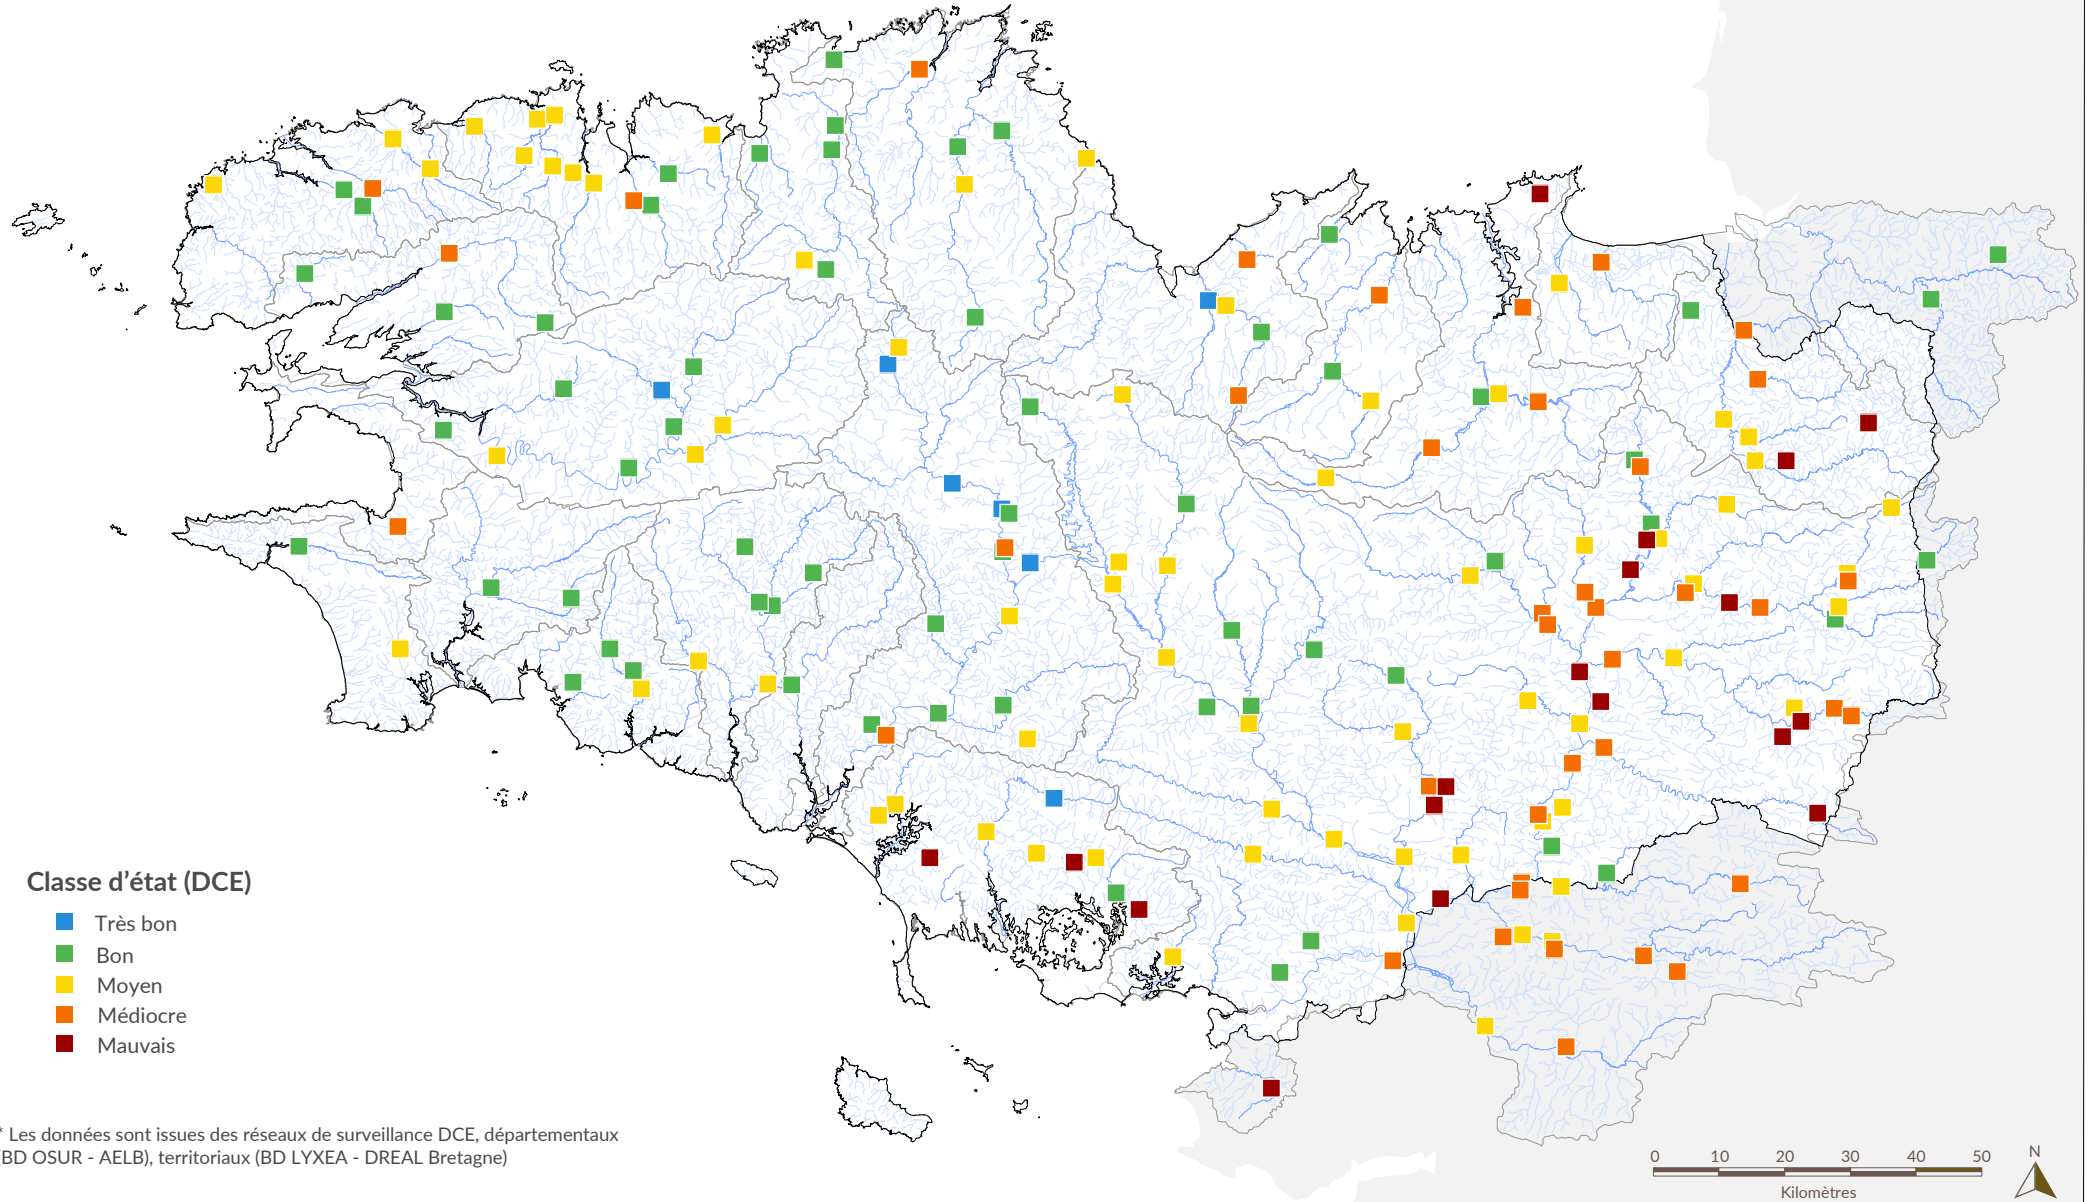 Classe d’état (DCE)
Très bon
Bon
Moyen
Médiocre
Mauvais
* Les données sont issues des réseaux de surveillance DCE, départementaux
(BD OSUR - AELB), territoriaux (BD LYXEA - DREAL Bretagne)
N
0 10 20 30 40 50
Kilomètres